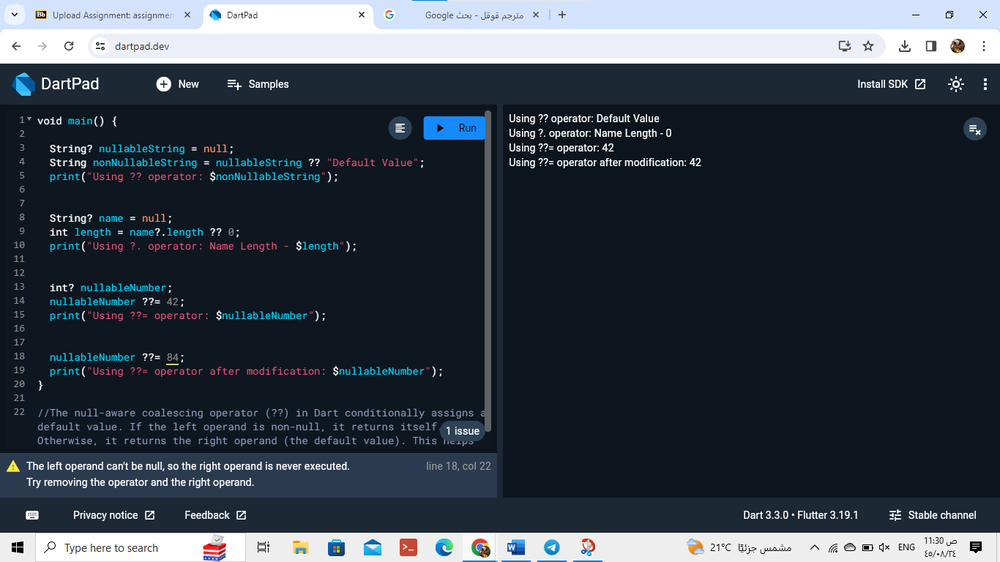 Upload Assignment: assignmen
DartPad
مترجم قوقل - بحث Google
dartpad.dev
DartPad
New
Samples
Install SDK
1 void main() {
2
3 String? nullableString = null;
4 String nonNullableString = nullableString ?? "Default Value";
5 print("Using ?? operator: $nonNullableString");
6
7
8 String? name = null;
9 int length = name?.length ?? 0;
10 print("Using ?. operator: Name Length - $length");
11
12
13 int? nullableNumber;
14 nullableNumber ??= 42;
15 print("Using ??= operator: $nullableNumber");
16
17
18 nullableNumber ??= 84;
19 print("Using ??= operator after modification: $nullableNumber");
20 }
21
22 //The null-aware coalescing operator (??) in Dart conditionally assigns a
default value. If the left operand is non-null, it returns itself.
Otherwise, it returns the right operand (the default value). This helps
Run
1 issue
The left operand can't be null, so the right operand is never executed.
line 18, col 22
Try removing the operator and the right operand.
Using ?? operator: Default Value
Using ?. operator: Name Length - 0
Using ??= operator: 42
Using ??= operator after modification: 42
Privacy notice
Feedback
Dart 3.3.0 • Flutter 3.19.1
Stable channel
Type here to search
21°C مشمس جزئيًا
ENG
11:30 ص
٤٥/٠٨/٢٤